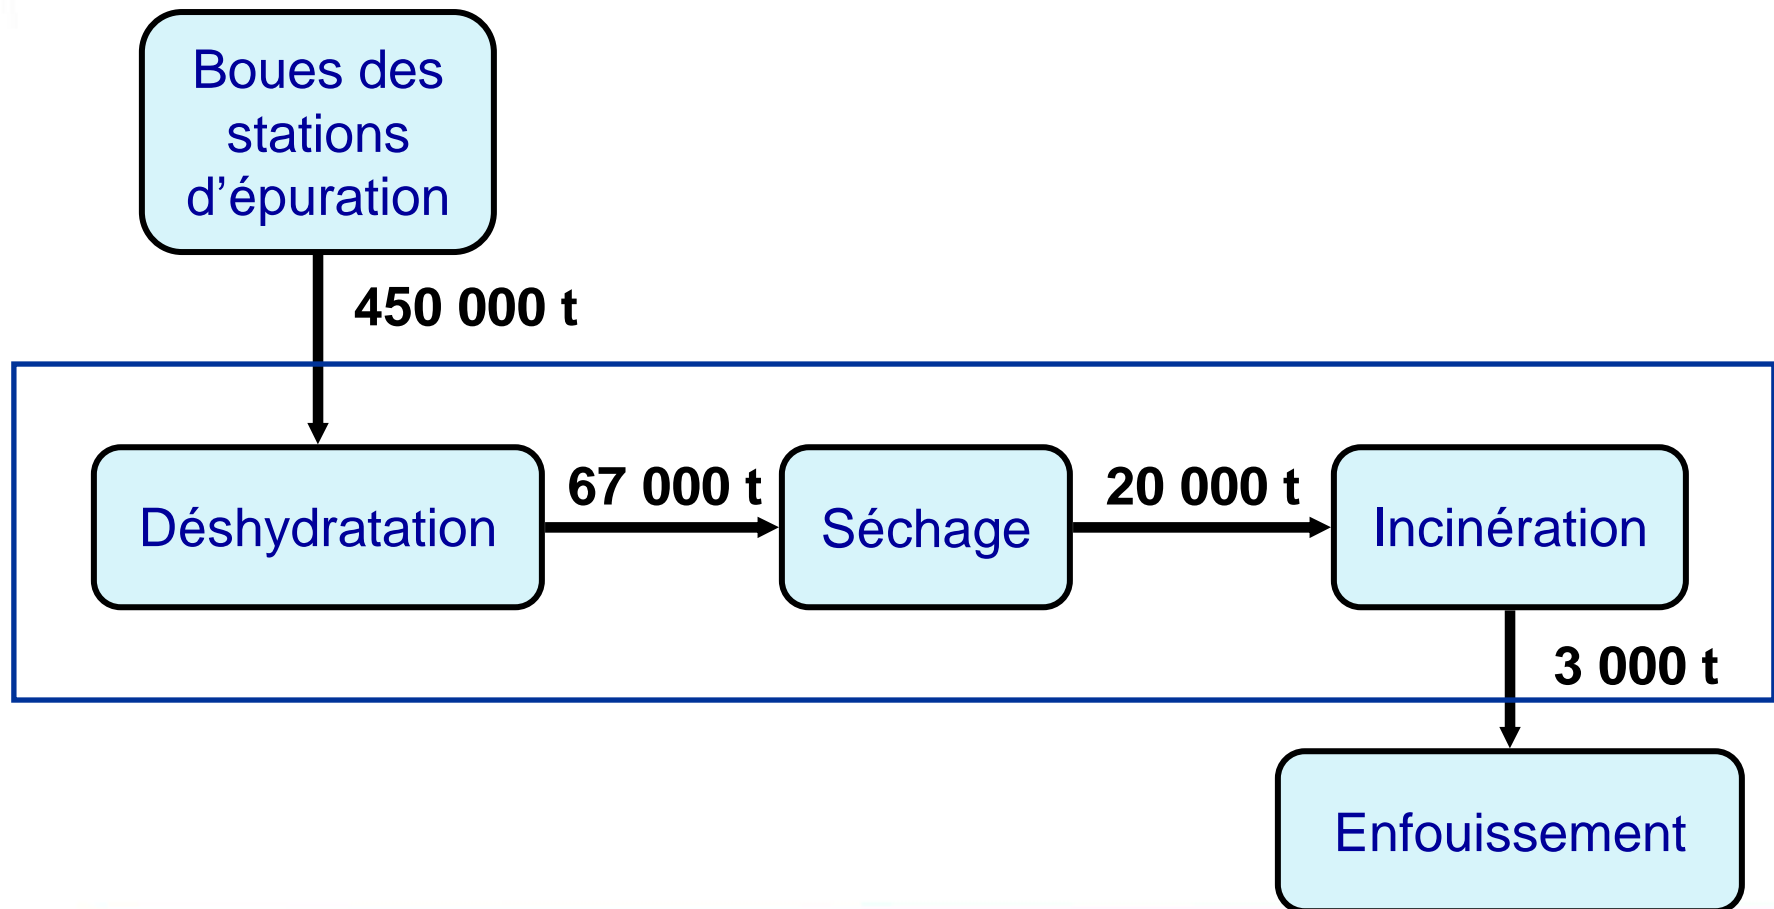 Boues des
stations
d’épuration
450 000 t
Déshydratation
67 000 t
Séchage
20 000 t
Incinération
3 000 t
Enfouissement